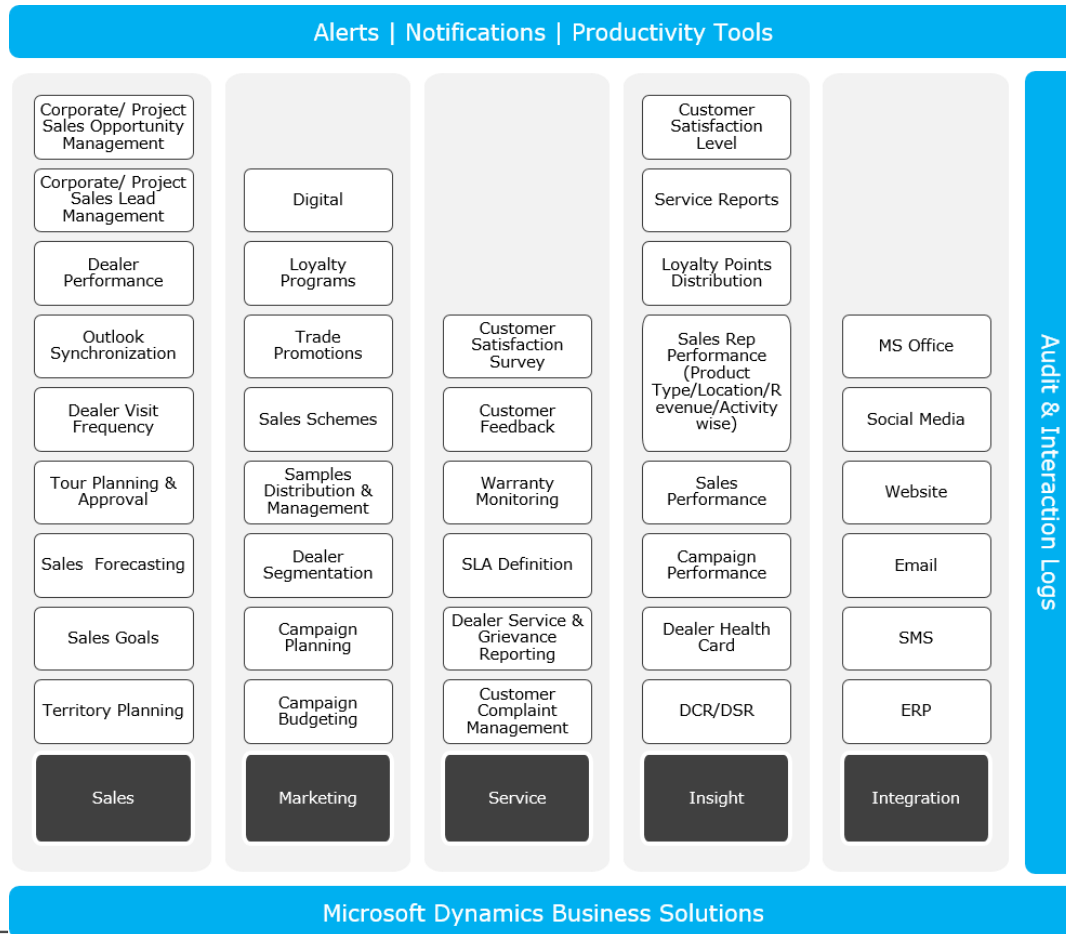 Alerts | Notifications | Productivity Tools
Corporate/ Project
Sales Opportunity
Management
Corporate/ Project
Sales Lead
Management
Dealer
Performance
Outlook
Synchronization
Dealer Visit
Frequency
Tour Planning &
Approval
Sales Forecasting
Sales Goals
Territory Planning
Sales
Digital
Loyalty
Programs
Trade
Promotions
Sales Schemes
Samples
Distribution &
Management
Dealer
Segmentation
Campaign
Planning
Campaign
Budgeting
Marketing
Customer
Satisfaction
Survey
Customer
Feedback
Warranty
Monitoring
SLA Definition
Dealer Service &
Grievance
Reporting
Customer
Complaint
Management
Service
Customer
Satisfaction
Level
Service Reports
Loyalty Points
Distribution
Sales Rep
Performance
(Product
Type/Location/R
evenue/Activity
wise)
Sales
Performance
Campaign
Performance
Dealer Health
Card
DCR/DSR
Insight
MS Office
Social Media
Website
Email
SMS
ERP
Integration
Audit & Interaction Logs
Microsoft Dynamics Business Solutions